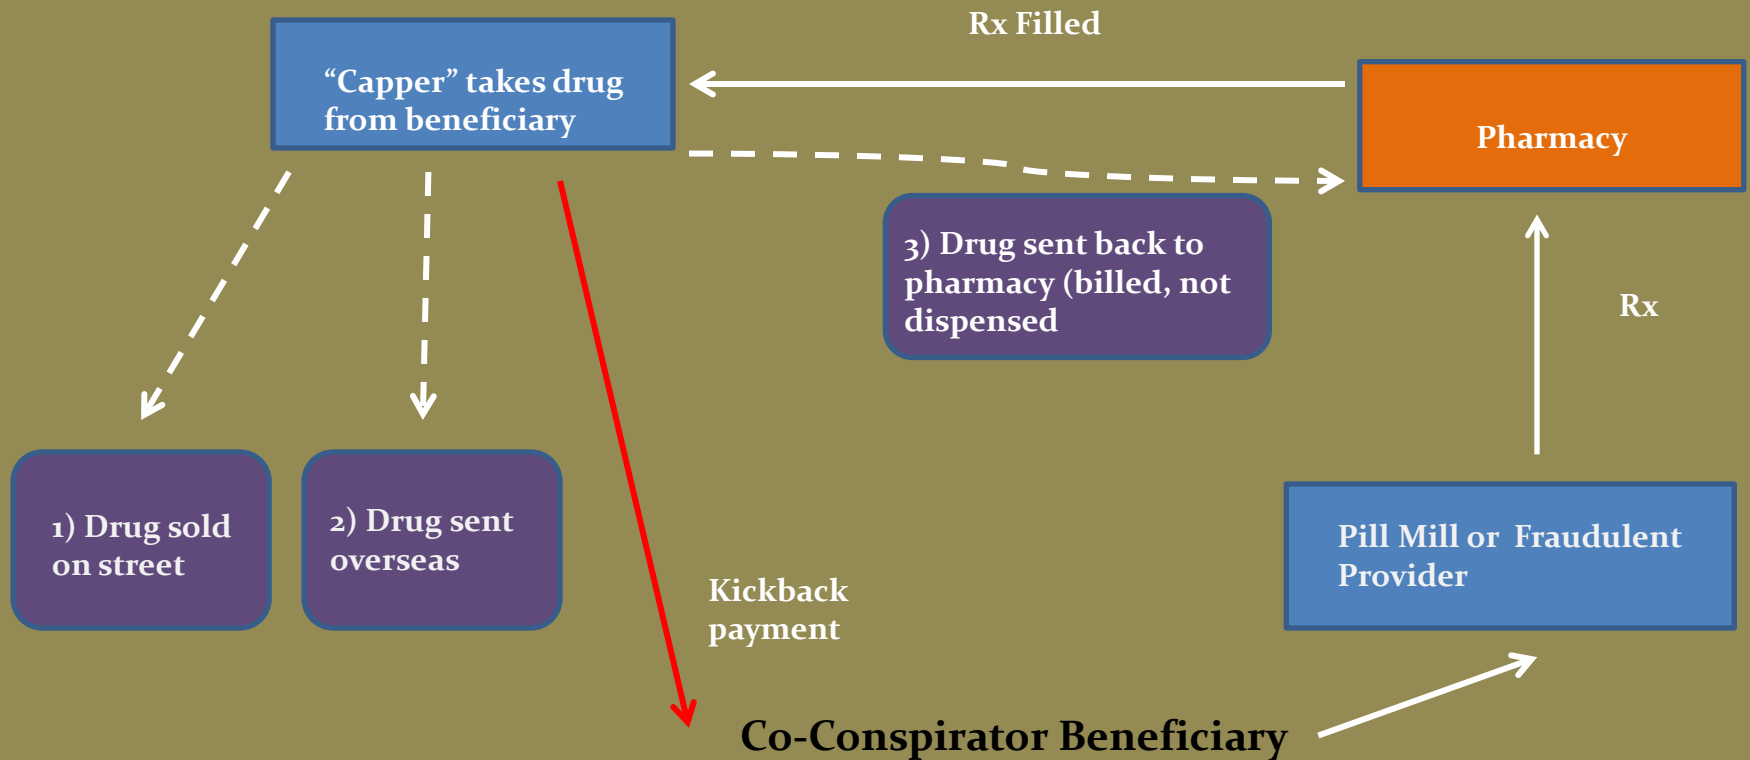 Rx Filled
“Capper” takes drug
from beneficiary
Pharmacy
3) Drug sent back to
pharmacy (billed, not
dispensed
Rx
1) Drug sold
on street
2) Drug sent
overseas
Pill Mill or  Fraudulent
Provider
Kickback
payment
Co-Conspirator Beneficiary